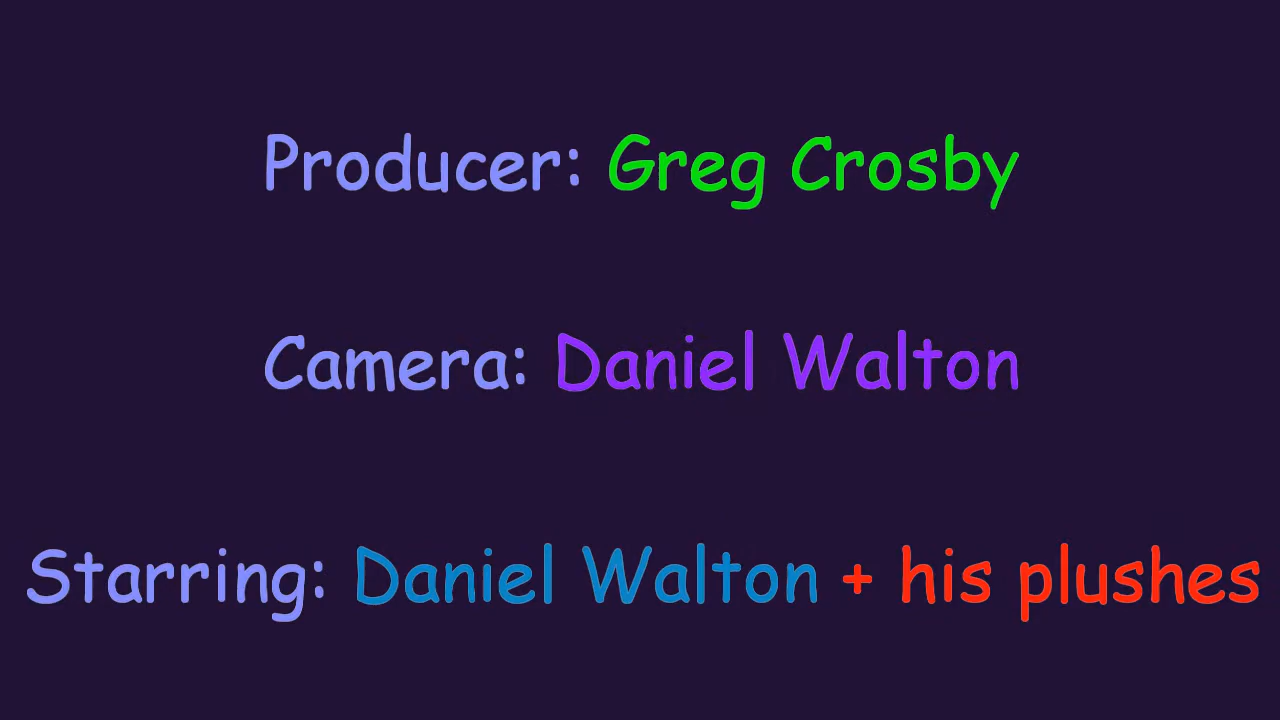 Producer: Greg Crosby
Camera: Daniel Walton
Starring: Daniel Walton + his plushes